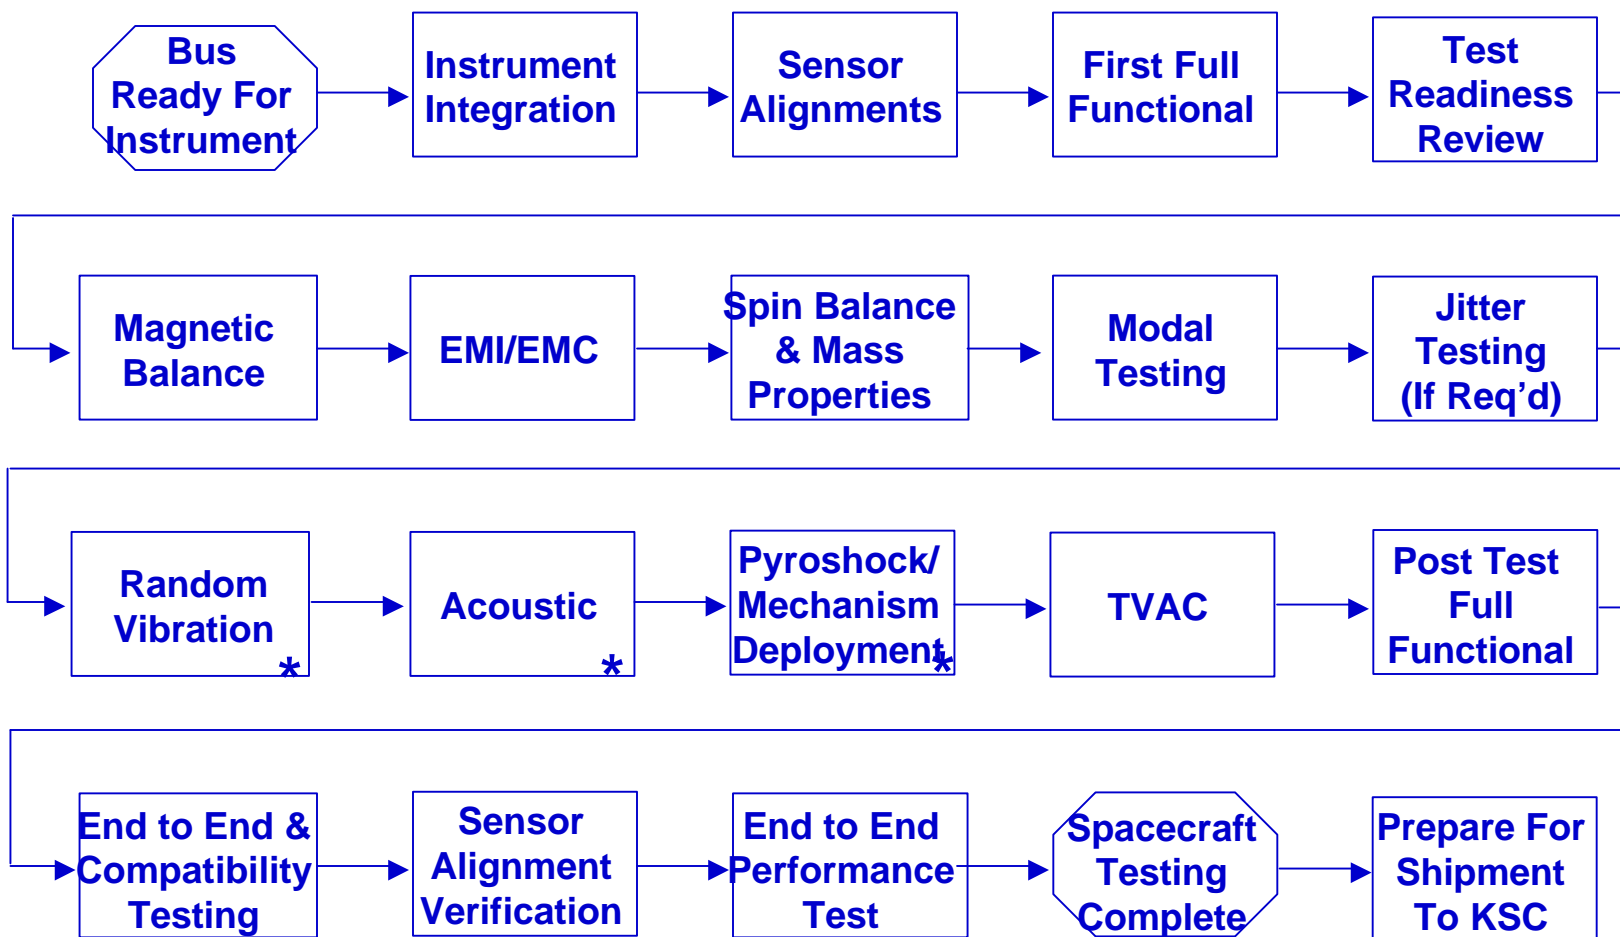 Bus
Ready For
Instrument
Instrument
Integration
Sensor
Alignments
First Full
Functional
Test
Readiness
Review
Magnetic
Balance
EMI/EMC
Spin Balance
& Mass
Properties
Modal
Testing
Jitter
Testing
(If Req’d)
Random
Vibration
*
Acoustic
*
Pyroshock/
Mechanism
Deployment
*
TVAC
Post Test
Full
Functional
End to End &
Compatibility
Testing
Sensor
Alignment
Verification
End to End
Performance
Test
Spacecraft
Testing
Complete
Prepare For
Shipment
To KSC